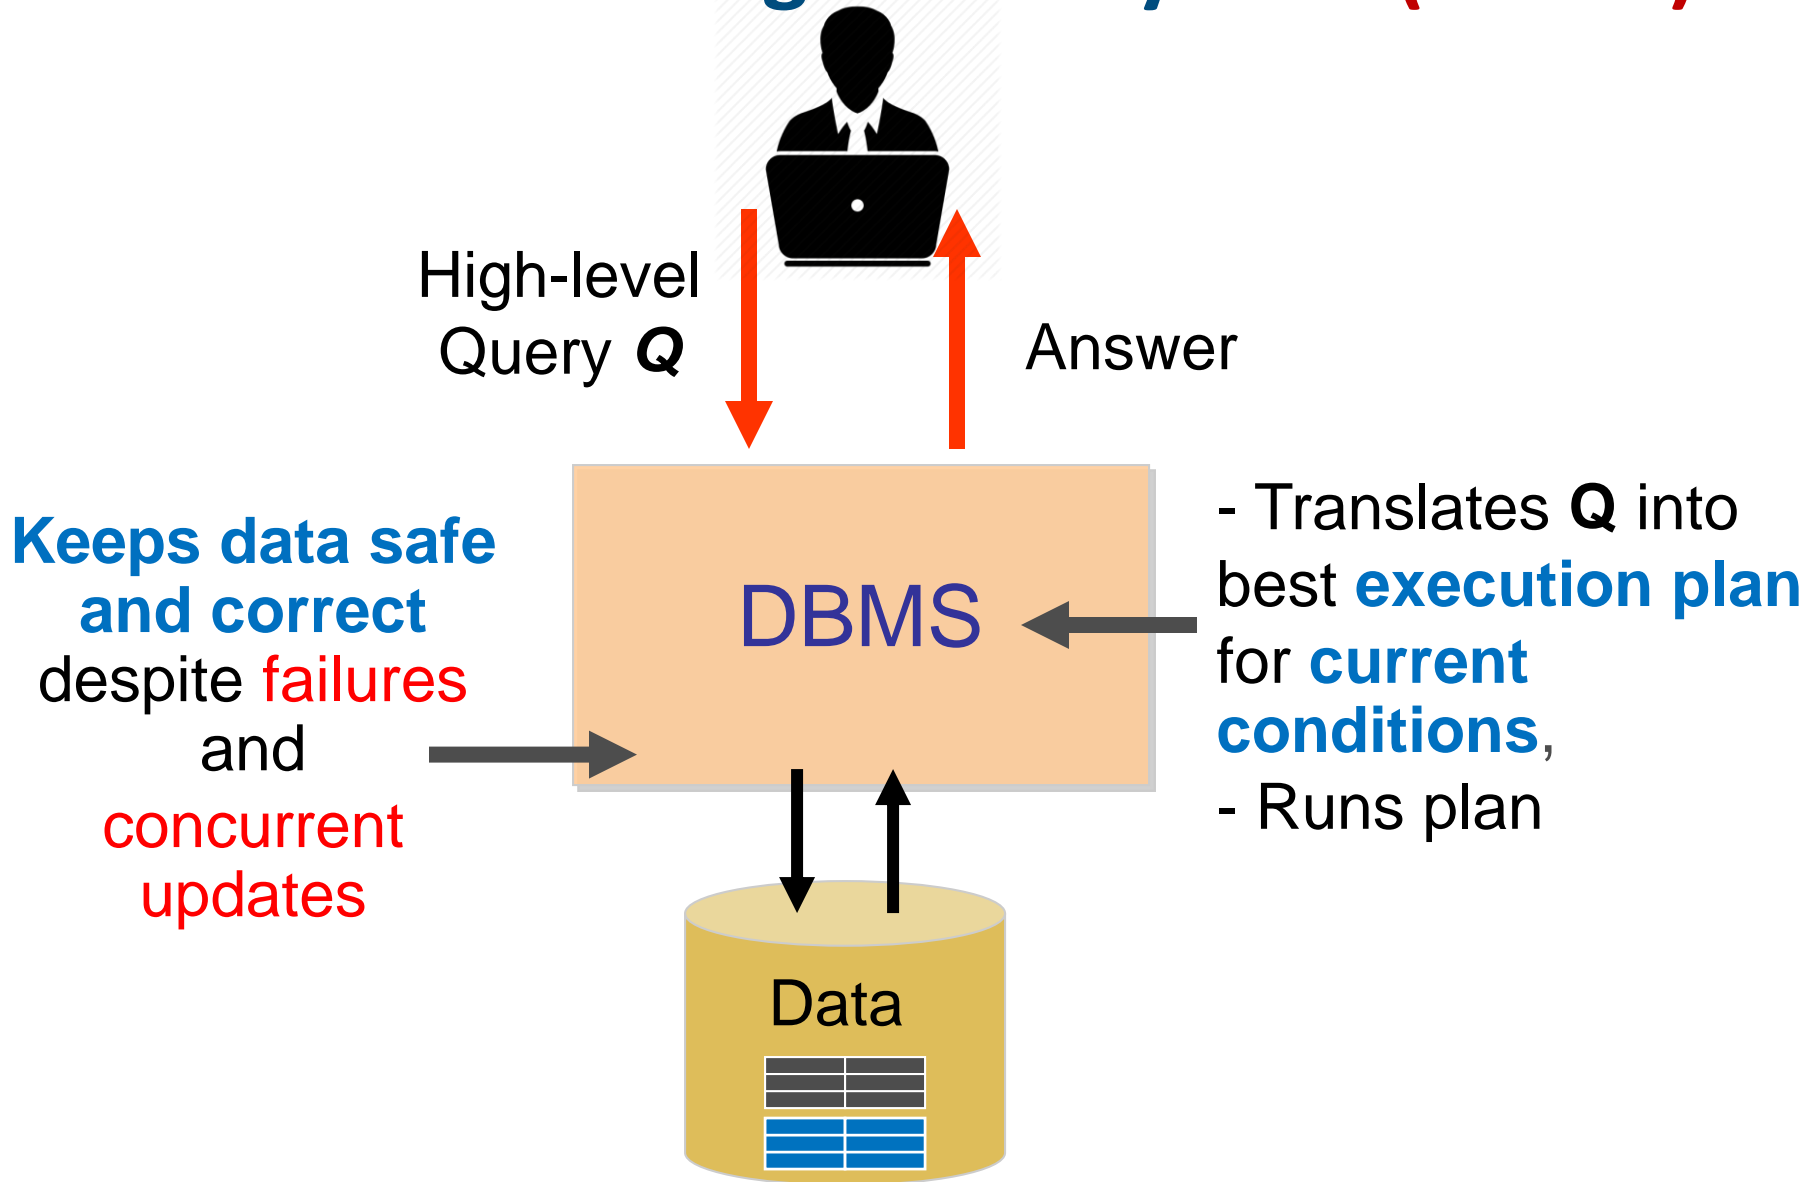 High-level
Query Q
Answer
Keeps data safe
and correct
despite failures
and
concurrent
updates
DBMS
- Translates Q into
best execution plan
for current
conditions,
- Runs plan
Data